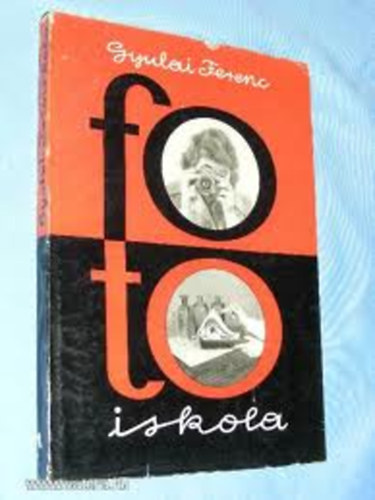 Gyulai Ferenc
fo
to
iskola